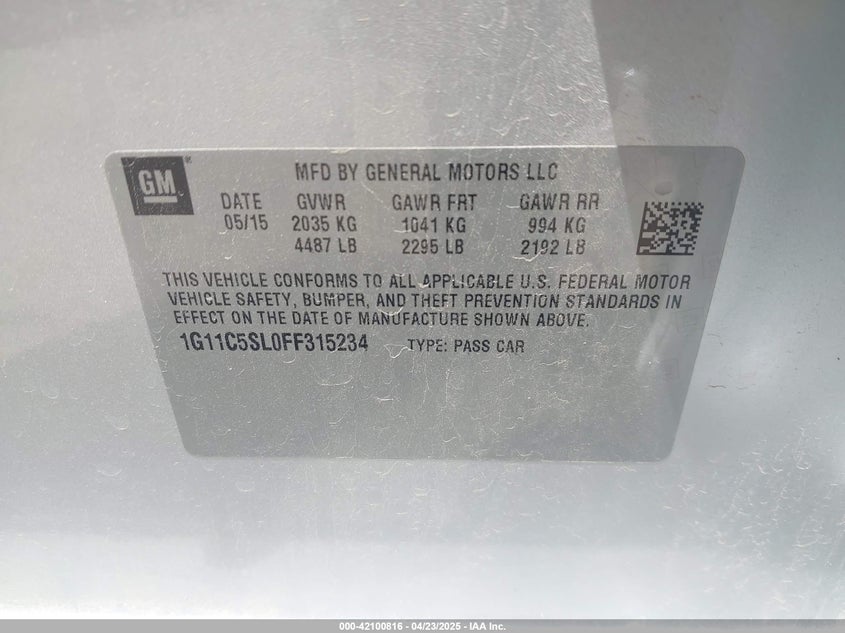 GM®
MFD BY GENERAL MOTORS LLC
DATE GVWR GAWR FRT GAWR RR
05/15 2035 KG 1041 KG 994 KG
4487 LB 2295 LB 2192 LB
THIS VEHICLE CONFORMS TO ALL APPLICABLE U.S. FEDERAL MOTOR
VEHICLE SAFETY, BUMPER, AND THEFT PREVENTION STANDARDS IN
EFFECT ON THE DATE OF MANUFACTURE SHOWN ABOVE.
1G11C5SL0FF315234 TYPE: PASS CAR
000-42100816 - 04/23/2025 - IAA Inc.